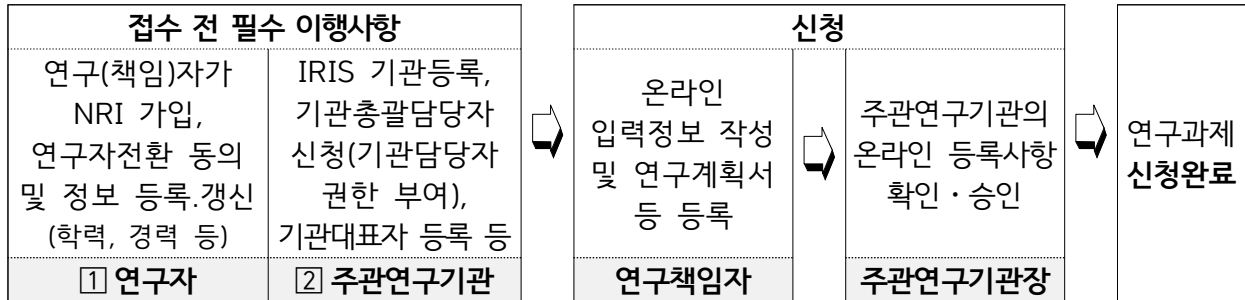 접수 전 필수 이행사항
연구(책임)자가
NRI 가입,
연구자전환 동의
및 정보 등록.갱신
(학력, 경력 등)
1 연구자
IRIS 기관등록,
기관총괄담당자
신청(기관담당자
권한 부여),
기관대표자 등록 등
2 주관연구기관
신청
온라인
입력정보 작성
및 연구계획서
등 등록
연구책임자
주관연구기관의
온라인 등록사항
확인・승인
주관연구기관장
연구과제
신청완료